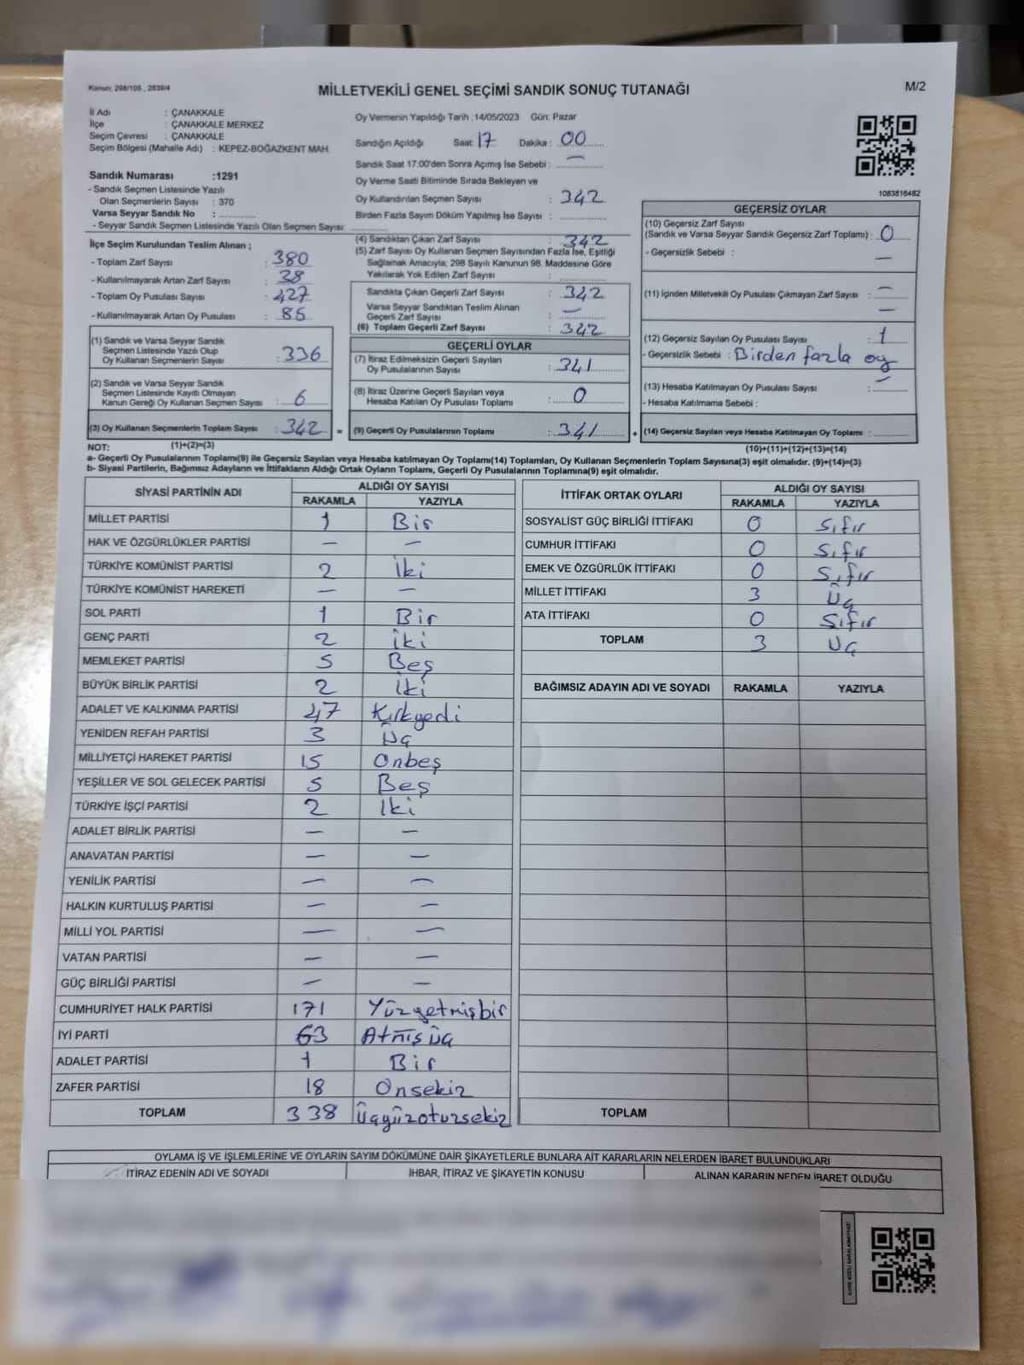 Kanun; 298/105 , 2839/4
MİLLETVEKİLİ GENEL SEÇİMİ SANDIK SONUÇ TUTANAĞI
M/2
İl Adı : ÇANAKKALE
İlçe : ÇANAKKALE MERKEZ
Seçim Çevresi : ÇANAKKALE
Seçim Bölgesi (Mahalle Adı) : KEPEZ-BOĞAZKENT MAH.
Sandık Numarası :1291
- Sandık Seçmen Listesinde Yazılı
Olan Seçmenlerin Sayısı : 370
Varsa Seyyar Sandık No :
- Seyyar Sandık Seçmen Listesinde Yazılı Olan Seçmen Sayısı:
Oy Vermenin Yapıldığı Tarih :14/05/2023 Gün: Pazar
Sandığın Açıldığı Saat: 17 Dakika : 00
Sandık Saat 17:00'den Sonra Açmış İse Sebebi : —
Oy Verme Saati Bitiminde Sırada Bekleyen ve
Oy Kullandırılan Seçmen Sayısı : 342
Birden Fazla Sayım Döküm Yapılmış İse Sayısı :
1083816482
İlçe Seçim Kurulundan Teslim Alınan ;
- Toplam Zarf Sayısı : 380
- Kullanılmayarak Artan Zarf Sayısı : 38
- Toplam Oy Pusulası Sayısı : 427
- Kullanılmayarak Artan Oy Pusulası : 85
(1) Sandık ve Varsa Seyyar Sandık
Seçmen Listesinde Yazılı Olup
Oy Kullanan Seçmenlerin Sayısı : 336
(2) Sandık ve Varsa Seyyar Sandık
Seçmen Listesinde Kayıtlı Olmayan
Kanun Gereği Oy Kullanan Seçmen Sayısı : 6
(3) Oy Kullanan Seçmenlerin Toplam Sayısı : 342 =
(1)+(2)=(3)
(4) Sandıktan Çıkan Zarf Sayısı : 342
(5) Zarf Sayısı Oy Kullanan Seçmen Sayısından Fazla İse, Eşitliği
Sağlamak Amacıyla; 298 Sayılı Kanunun 98. Maddesine Göre
Yakılarak Yok Edilen Zarf Sayısı :
Sandıkta Çıkan Geçerli Zarf Sayısı : 342
Varsa Seyyar Sandıktan Teslim Alınan
Geçerli Zarf Sayısı : —
(6) Toplam Geçerli Zarf Sayısı : 342
GEÇERLİ OYLAR
(7) İtiraz Edilmeksizin Geçerli Sayılan
Oy Pusulalarının Sayısı : 341
(8) İtiraz Üzerine Geçerli Sayılan veya
Hesaba Katılan Oy Pusulası Toplamı : 0
(9) Geçerli Oy Pusulalarının Toplamı : 341 +
GEÇERSİZ OYLAR
(10) Geçersiz Zarf Sayısı
(Sandık ve Varsa Seyyar Sandık Geçersiz Zarf Toplamı) : 0
- Geçersizlik Sebebi : —
(11) İçinden Milletvekili Oy Pusulası Çıkmayan Zarf Sayısı : —
(12) Geçersiz Sayılan Oy Pusulası Sayısı : 1
- Geçersizlik Sebebi : Birden fazla oy
(13) Hesaba Katılmayan Oy Pusulası Sayısı : —
- Hesaba Katılmama Sebebi :
(14) Geçersiz Sayılan veya Hesaba Katılmayan Oy Toplamı :
(10)+(11)+(12)+(13)=(14)
NOT:
a- Geçerli Oy Pusulalarının Toplamı(9) ile Geçersiz Sayılan veya Hesaba katılmayan Oy Toplamı(14) Toplamları, Oy Kullanan Seçmenlerin Toplam Sayısına(3) eşit olmalıdır. (9)+(14)=(3)
b- Siyasi Partilerin, Bağımsız Adayların ve İttifakların Aldığı Ortak Oyların Toplamı, Geçerli Oy Pusulalarının Toplamına(9) eşit olmalıdır.
SİYASİ PARTİNİN ADI ALDIĞI OY SAYISI
RAKAMLA YAZIYLA
MİLLET PARTİSİ 1 Bir
HAK VE ÖZGÜRLÜKLER PARTİSİ — —
TÜRKİYE KOMÜNİST PARTİSİ 2 İki
TÜRKİYE KOMÜNİST HAREKETİ — —
SOL PARTİ 1 Bir
GENÇ PARTİ 2 İki
MEMLEKET PARTİSİ 5 Beş
BÜYÜK BİRLİK PARTİSİ 2 İki
ADALET VE KALKINMA PARTİSİ 47 Kırkyedi
YENİDEN REFAH PARTİSİ 3 Üç
MİLLİYETÇİ HAREKET PARTİSİ 15 Onbeş
YEŞİLLER VE SOL GELECEK PARTİSİ 5 Beş
TÜRKİYE İŞÇİ PARTİSİ 2 İki
ADALET BİRLİK PARTİSİ — —
ANAVATAN PARTİSİ — —
YENİLİK PARTİSİ — —
HALKIN KURTULUŞ PARTİSİ — —
MİLLİ YOL PARTİSİ — —
VATAN PARTİSİ — —
GÜÇ BİRLİĞİ PARTİSİ — —
CUMHURİYET HALK PARTİSİ 171 Yüzyetmişbir
İYİ PARTİ 63 Atmış üç
ADALET PARTİSİ 1 Bir
ZAFER PARTİSİ 18 Onsekiz
TOPLAM 338 Üçyüzotuzsekiz
İTTİFAK ORTAK OYLARI ALDIĞI OY SAYISI
RAKAMLA YAZIYLA
SOSYALİST GÜÇ BİRLİĞİ İTTİFAKI 0 Sıfır
CUMHUR İTTİFAKI 0 Sıfır
EMEK VE ÖZGÜRLÜK İTTİFAKI 0 Sıfır
MİLLET İTTİFAKI 3 Üç
ATA İTTİFAKI 0 Sıfır
TOPLAM 3 Üç
BAĞIMSIZ ADAYIN ADI VE SOYADI RAKAMLA YAZIYLA
TOPLAM
OYLAMA İŞ VE İŞLEMLERİNE VE OYLARIN SAYIM DÖKÜMÜNE DAİR ŞİKAYETLERLE BUNLARA AİT KARARLARIN NELERDEN İBARET BULUNDUKLARI
İTİRAZ EDENİN ADI VE SOYADI İHBAR, İTİRAZ VE ŞİKAYETİN KONUSU ALINAN KARARIN NEDEN İBARET OLDUĞU